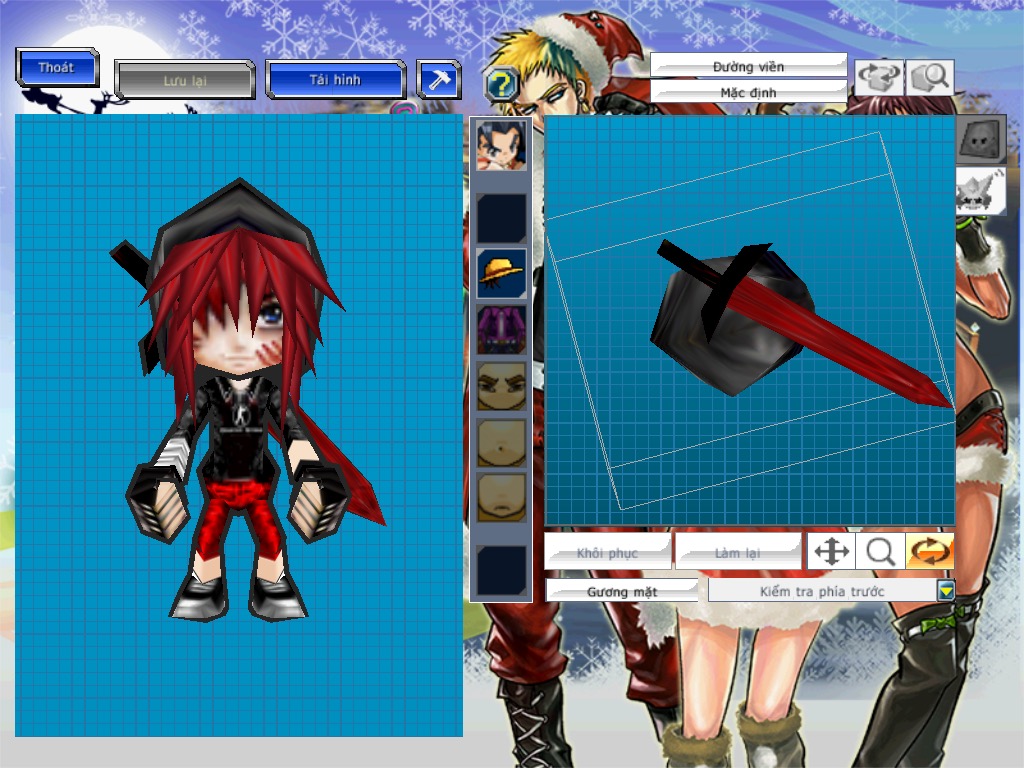 Thoát
Lưu lại
Tải hình
Đường viền
Mặc định
Khôi phục
Làm lại
Gương mặt
Kiểm tra phía trước